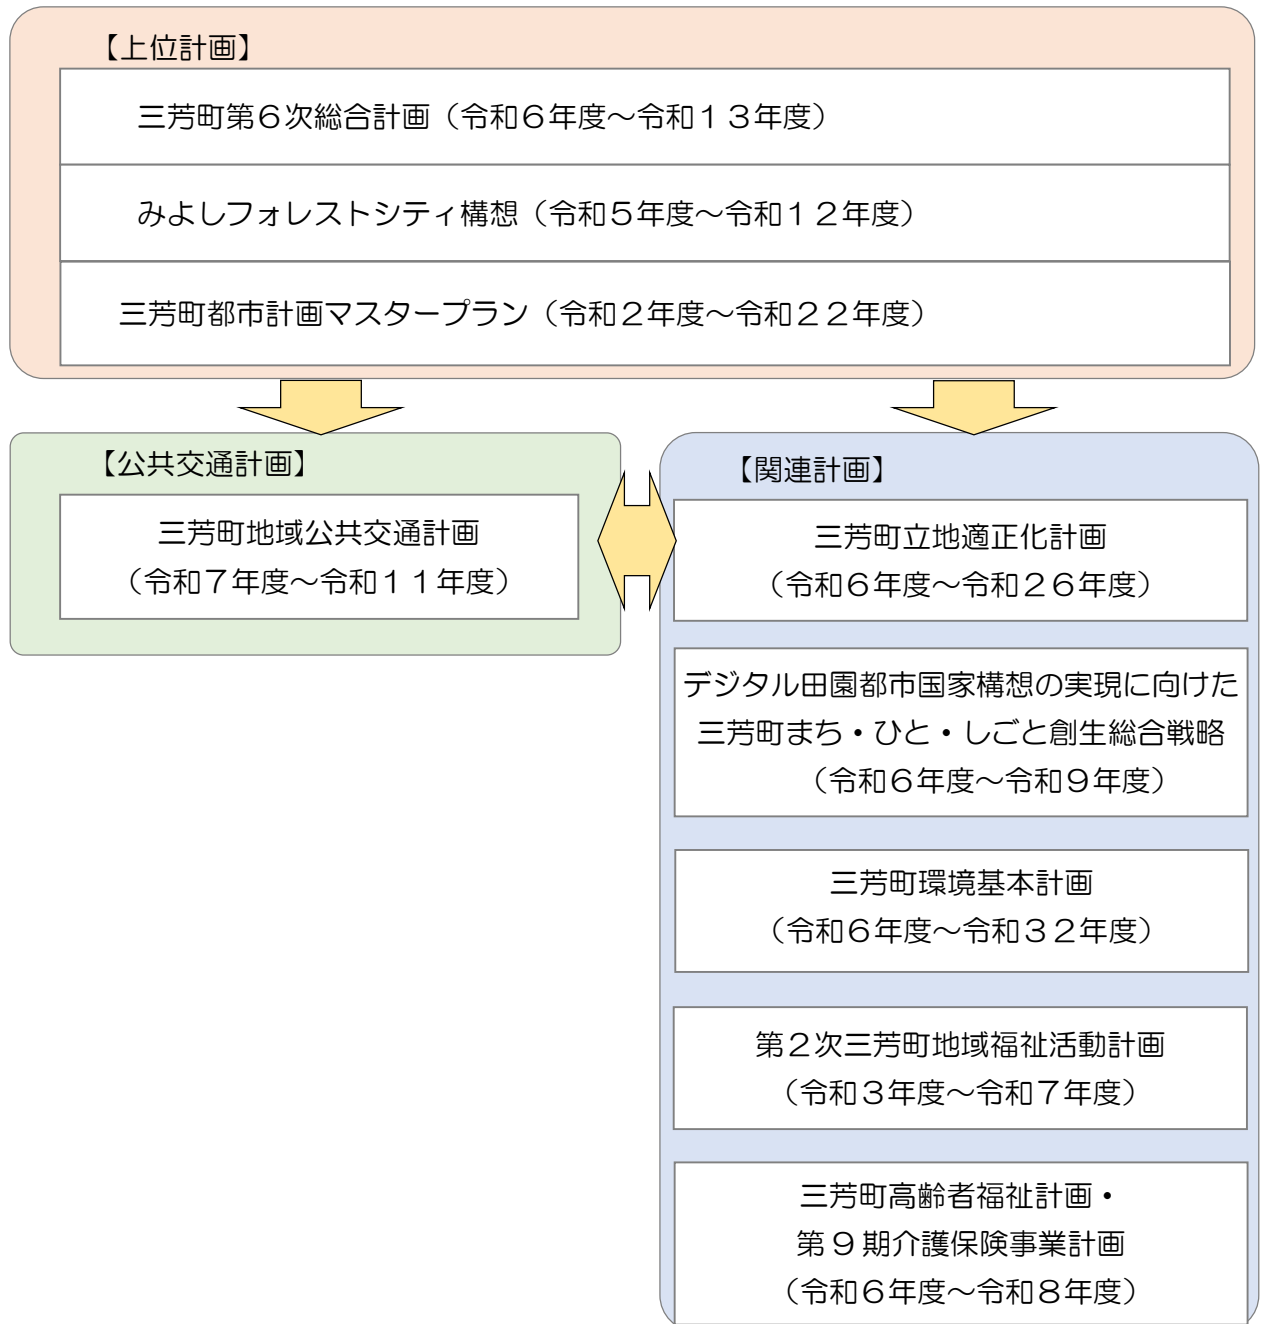 【上位計画】
三芳町第６次総合計画（令和６年度～令和１３年度）
みよしフォレストシティ構想（令和５年度～令和１２年度）
三芳町都市計画マスタープラン（令和２年度～令和２２年度）
【公共交通計画】
三芳町地域公共交通計画
（令和７年度～令和１１年度）
【関連計画】
三芳町立地適正化計画
（令和６年度～令和２６年度）
デジタル田園都市国家構想の実現に向けた
三芳町まち・ひと・しごと創生総合戦略
（令和６年度～令和９年度）
三芳町環境基本計画
（令和６年度～令和３２年度）
第２次三芳町地域福祉活動計画
（令和３年度～令和７年度）
三芳町高齢者福祉計画・
第９期介護保険事業計画
（令和６年度～令和８年度）